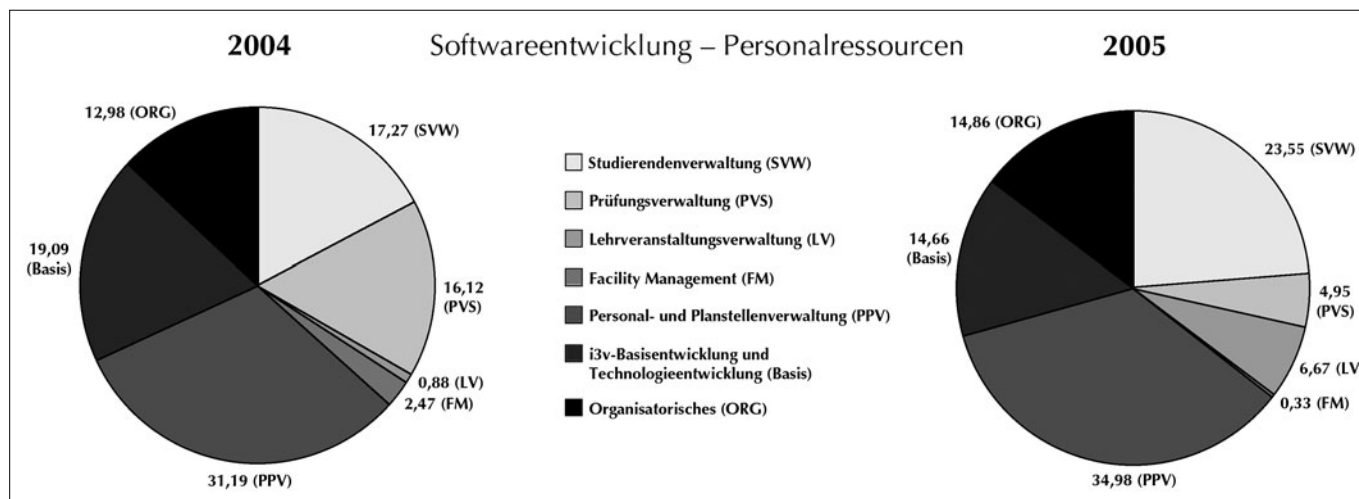 2004
Softwareentwicklung – Personalressourcen
2005
12,98 (ORG)
17,27 (SVW)
19,09
(Basis)
16,12
(PVS)
0,88 (LV)
2,47 (FM)
31,19 (PPV)
Studierendenverwaltung (SVW)
Prüfungsverwaltung (PVS)
Lehrveranstaltungsverwaltung (LV)
Facility Management (FM)
Personal- und Planstellenverwaltung (PPV)
i3v-Basisentwicklung und
Technologieentwicklung (Basis)
Organisatorisches (ORG)
14,86 (ORG)
23,55 (SVW)
14,66
(Basis)
4,95
(PVS)
6,67 (LV)
0,33 (FM)
34,98 (PPV)